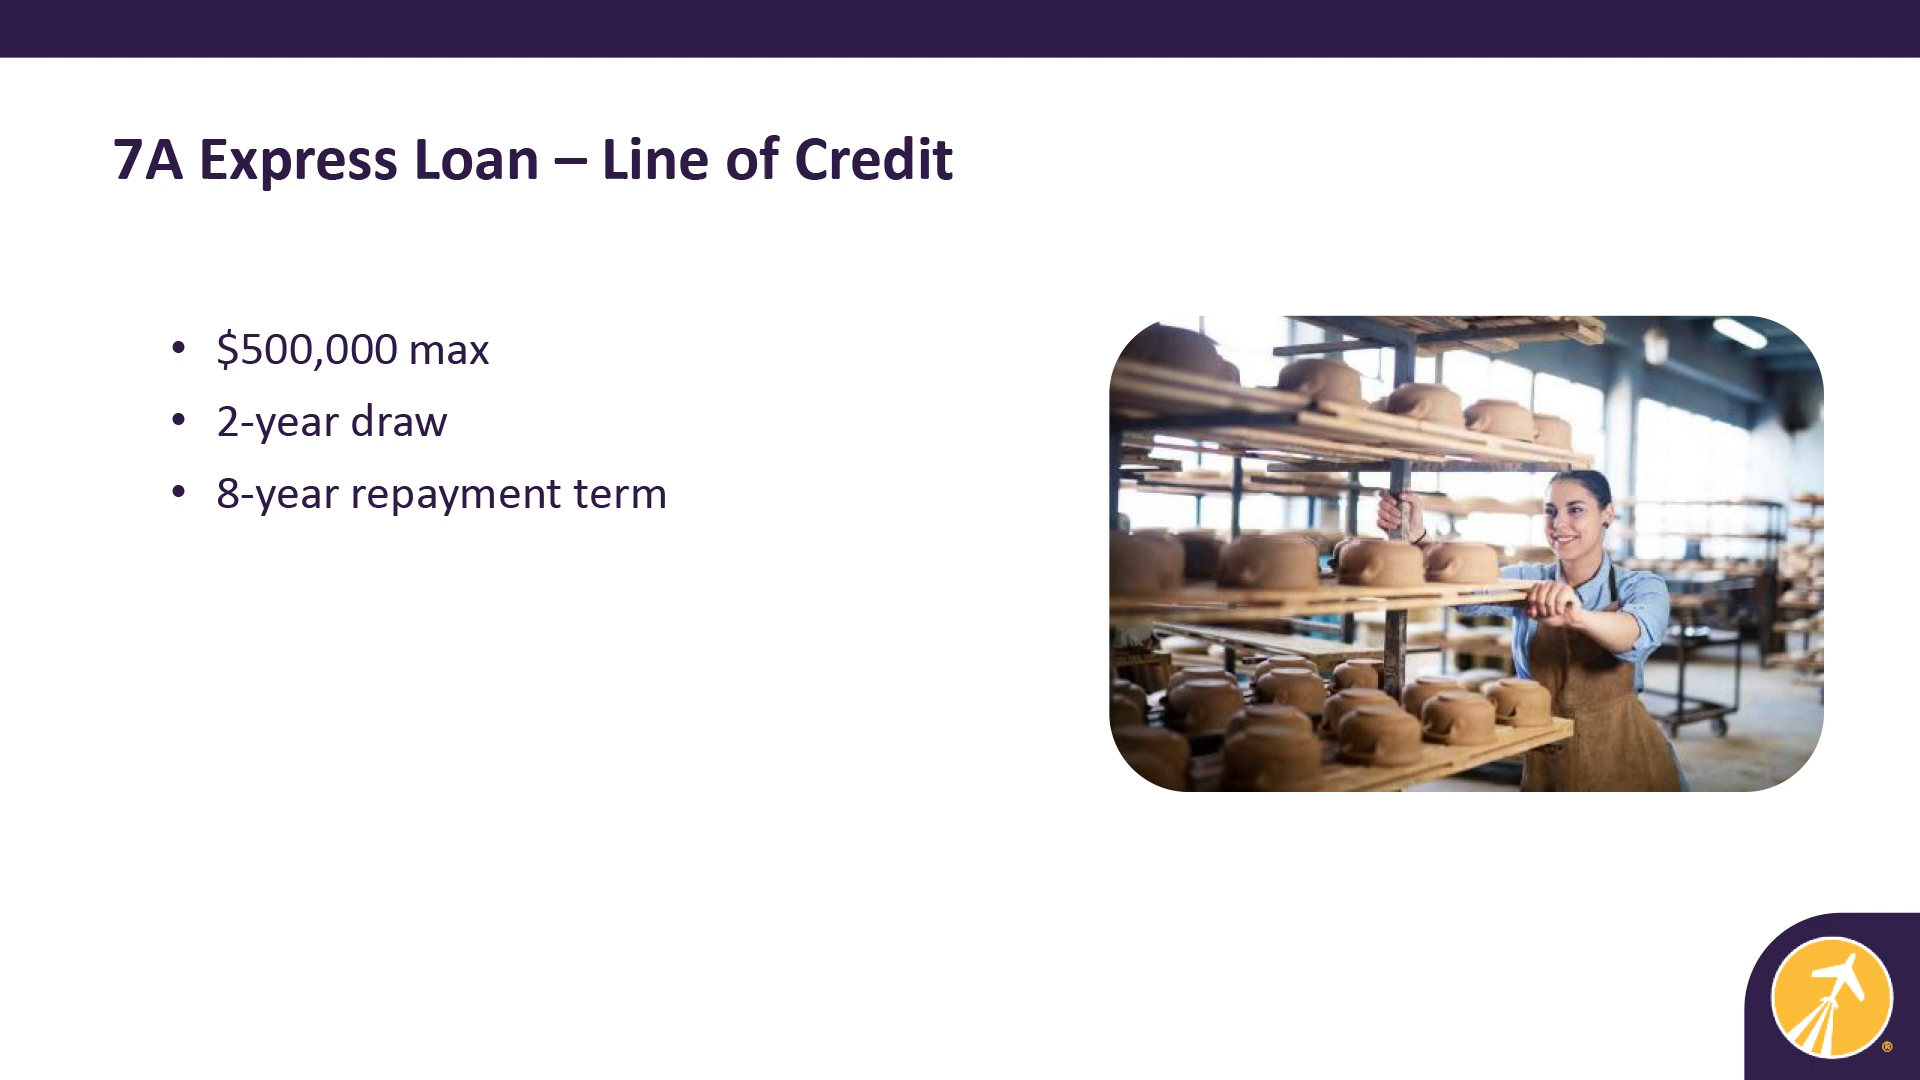 7A Express Loan – Line of Credit
• $500,000 max
• 2-year draw
• 8-year repayment term
®